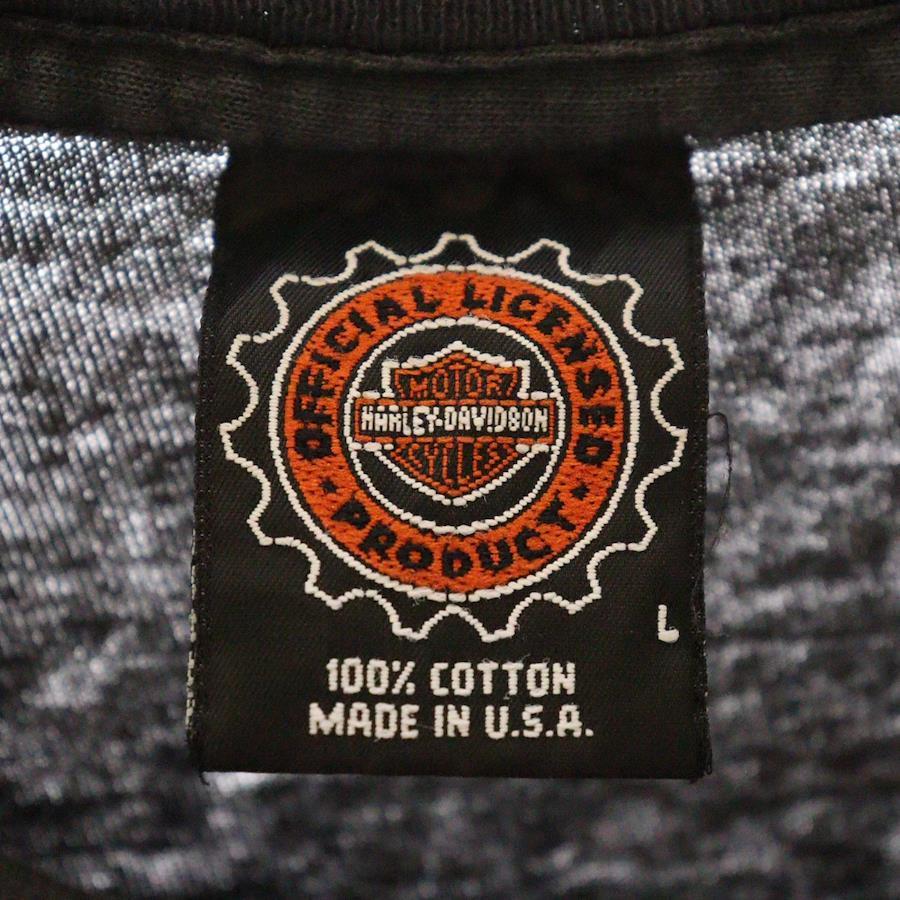 OFFICIAL LICENSED
MOTOR
HARLEY-DAVIDSON
CYCLES
• PRODUCT •
L
100% COTTON
MADE IN U.S.A.